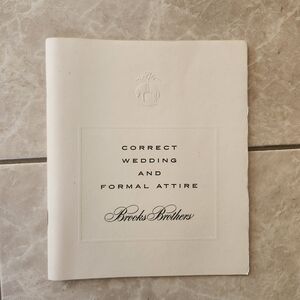 CORRECT
WEDDING
AND
FORMAL ATTIRE
Brooks Brothers